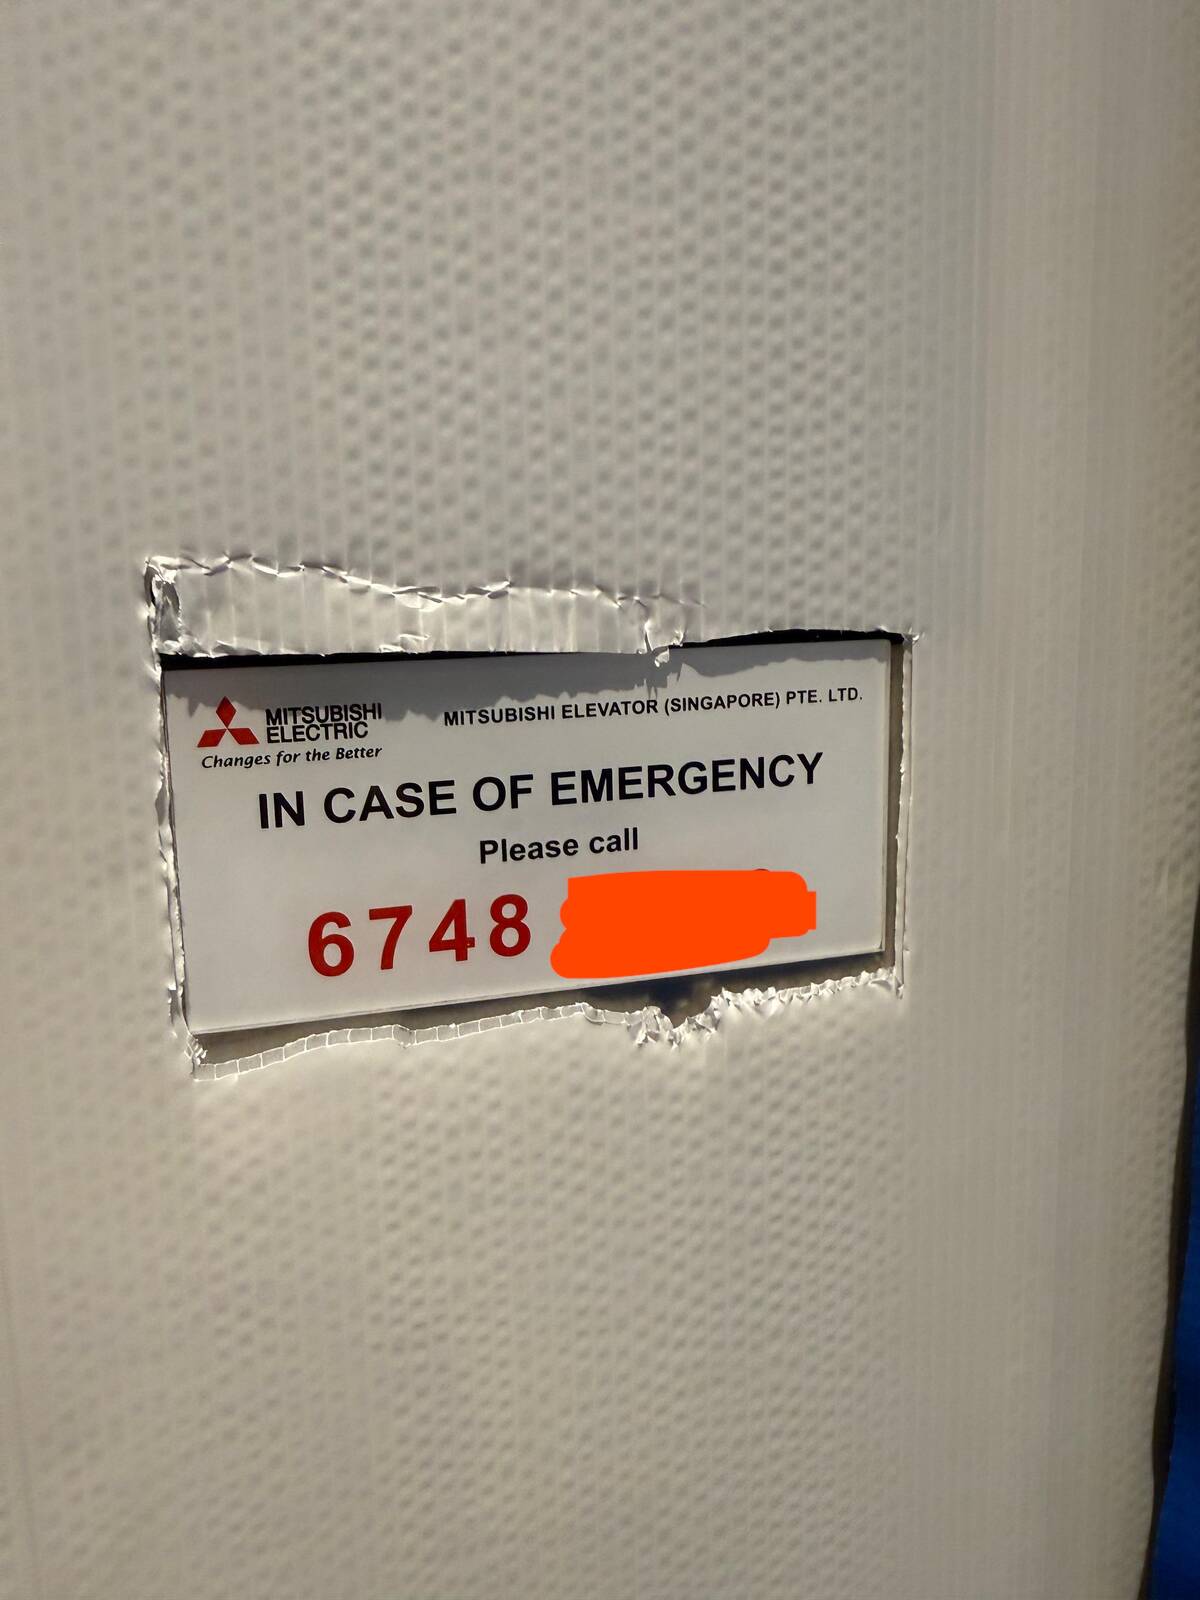 MITSUBISHI
ELECTRIC
Changes for the Better
MITSUBISHI ELEVATOR (SINGAPORE) PTE. LTD.
IN CASE OF EMERGENCY
Please call
6748